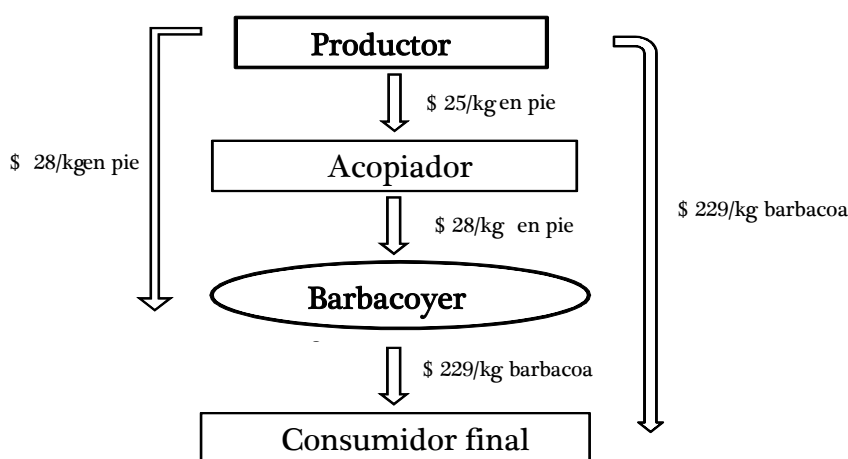 Productor
$ 25/kg en pie
$ 28/kgen pie
Acopiador
$ 229/kg barbacoa
$ 28/kg en pie
Barbacoyer
$ 229/kg barbacoa
Consumidor final